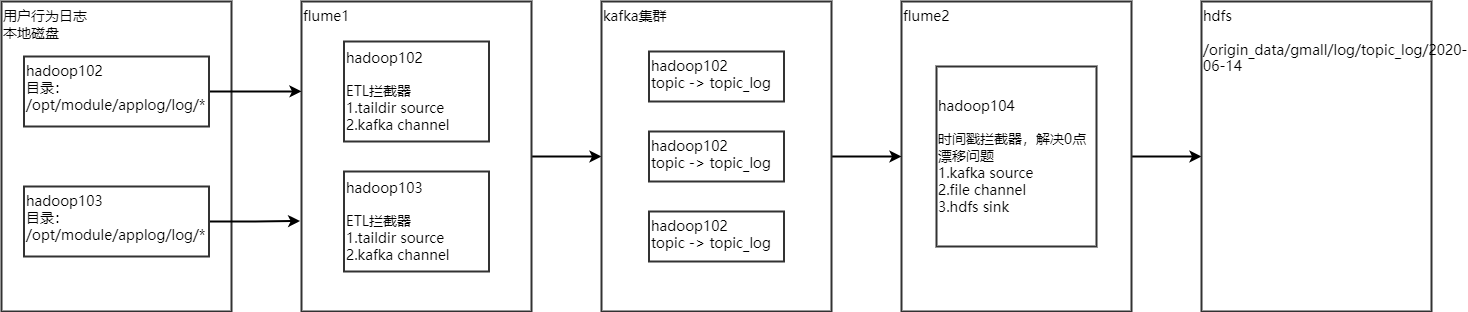 用户行为日志
本地磁盘
hadoop102
目录：
/opt/module/applog/log/*
hadoop103
目录：
/opt/module/applog/log/*
flume1
hadoop102
ETL拦截器
1.taildir source
2.kafka channel
hadoop103
ETL拦截器
1.taildir source
2.kafka channel
kafka集群
hadoop102
topic -> topic_log
hadoop102
topic -> topic_log
hadoop102
topic -> topic_log
flume2
hadoop104
时间戳拦截器，解决0点
漂移问题
1.kafka source
2.file channel
3.hdfs sink
hdfs
/origin_data/gmall/log/topic_log/2020-
06-14